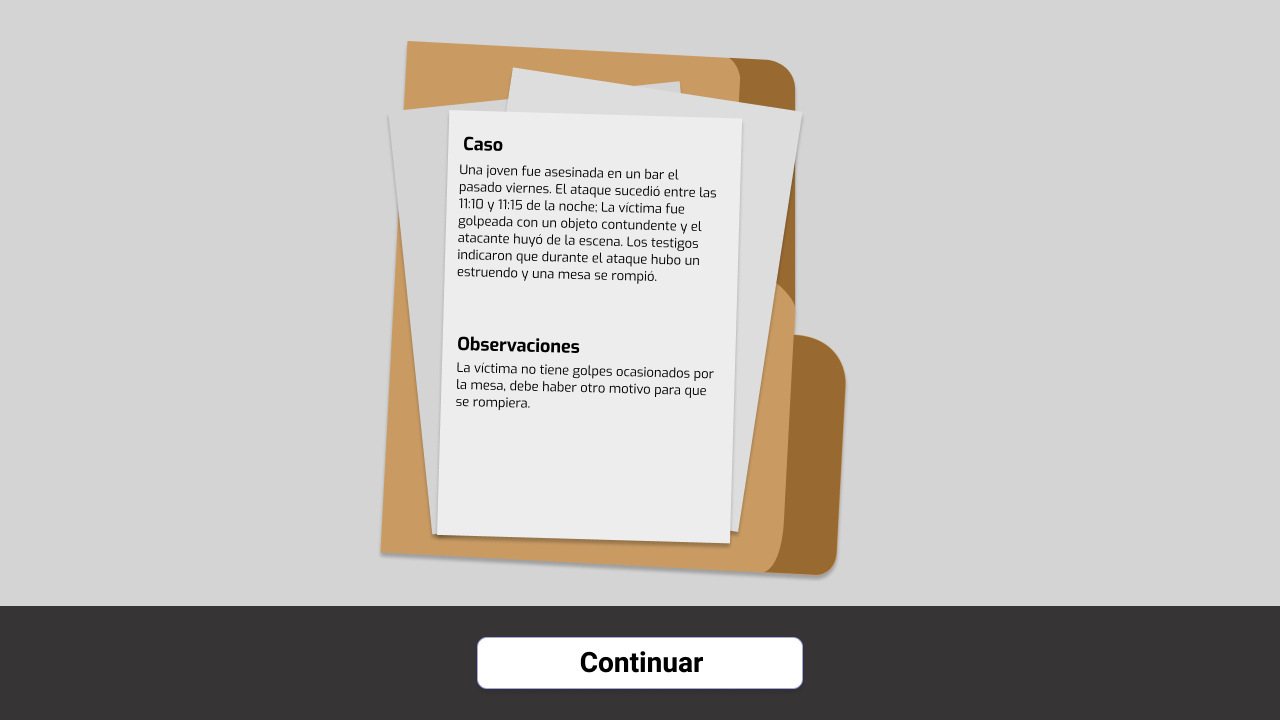 Caso
Una joven fue asesinada en un bar el
pasado viernes. El ataque sucedió entre las
11:10 y 11:15 de la noche; La víctima fue
golpeada con un objeto contundente y el
atacante huyó de la escena. Los testigos
indicaron que durante el ataque hubo un
estruendo y una mesa se rompió.
Observaciones
La víctima no tiene golpes ocasionados por
la mesa, debe haber otro motivo para que
se rompiera.
Continuar